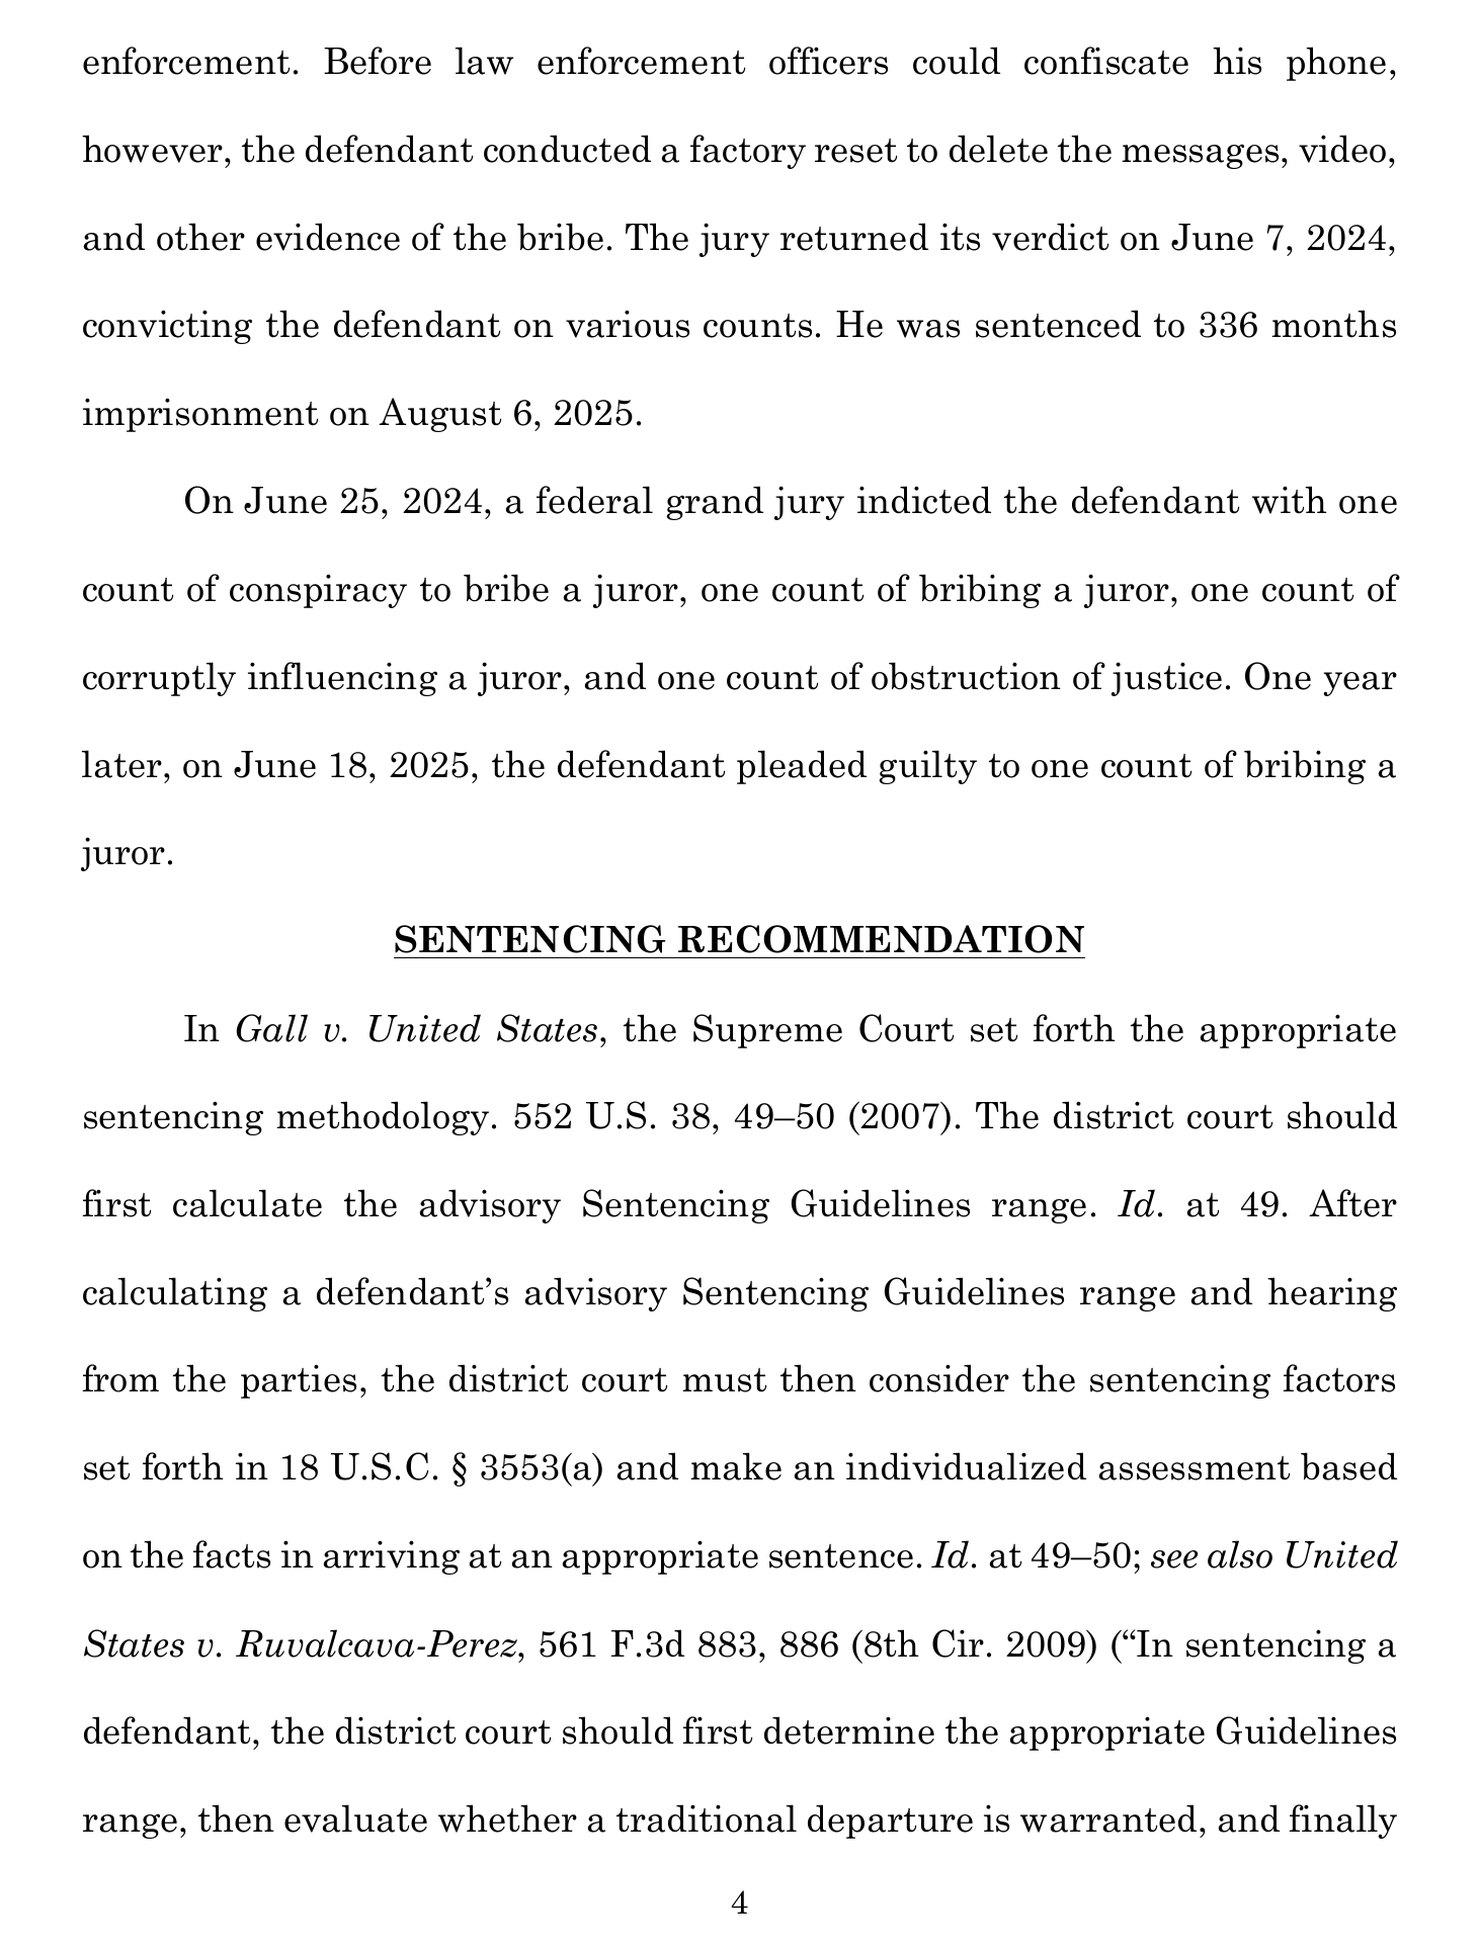 enforcement. Before law enforcement officers could confiscate his phone,
however, the defendant conducted a factory reset to delete the messages, video,
and other evidence of the bribe. The jury returned its verdict on June 7, 2024,
convicting the defendant on various counts. He was sentenced to 336 months
imprisonment on August 6, 2025.
On June 25, 2024, a federal grand jury indicted the defendant with one
count of conspiracy to bribe a juror, one count of bribing a juror, one count of
corruptly influencing a juror, and one count of obstruction of justice. One year
later, on June 18, 2025, the defendant pleaded guilty to one count of bribing a
juror.
SENTENCING RECOMMENDATION
In Gall v. United States, the Supreme Court set forth the appropriate
sentencing methodology. 552 U.S. 38, 49–50 (2007). The district court should
first calculate the advisory Sentencing Guidelines range. Id. at 49. After
calculating a defendant’s advisory Sentencing Guidelines range and hearing
from the parties, the district court must then consider the sentencing factors
set forth in 18 U.S.C. § 3553(a) and make an individualized assessment based
on the facts in arriving at an appropriate sentence. Id. at 49–50; see also United
States v. Ruvalcava-Perez, 561 F.3d 883, 886 (8th Cir. 2009) (“In sentencing a
defendant, the district court should first determine the appropriate Guidelines
range, then evaluate whether a traditional departure is warranted, and finally
4